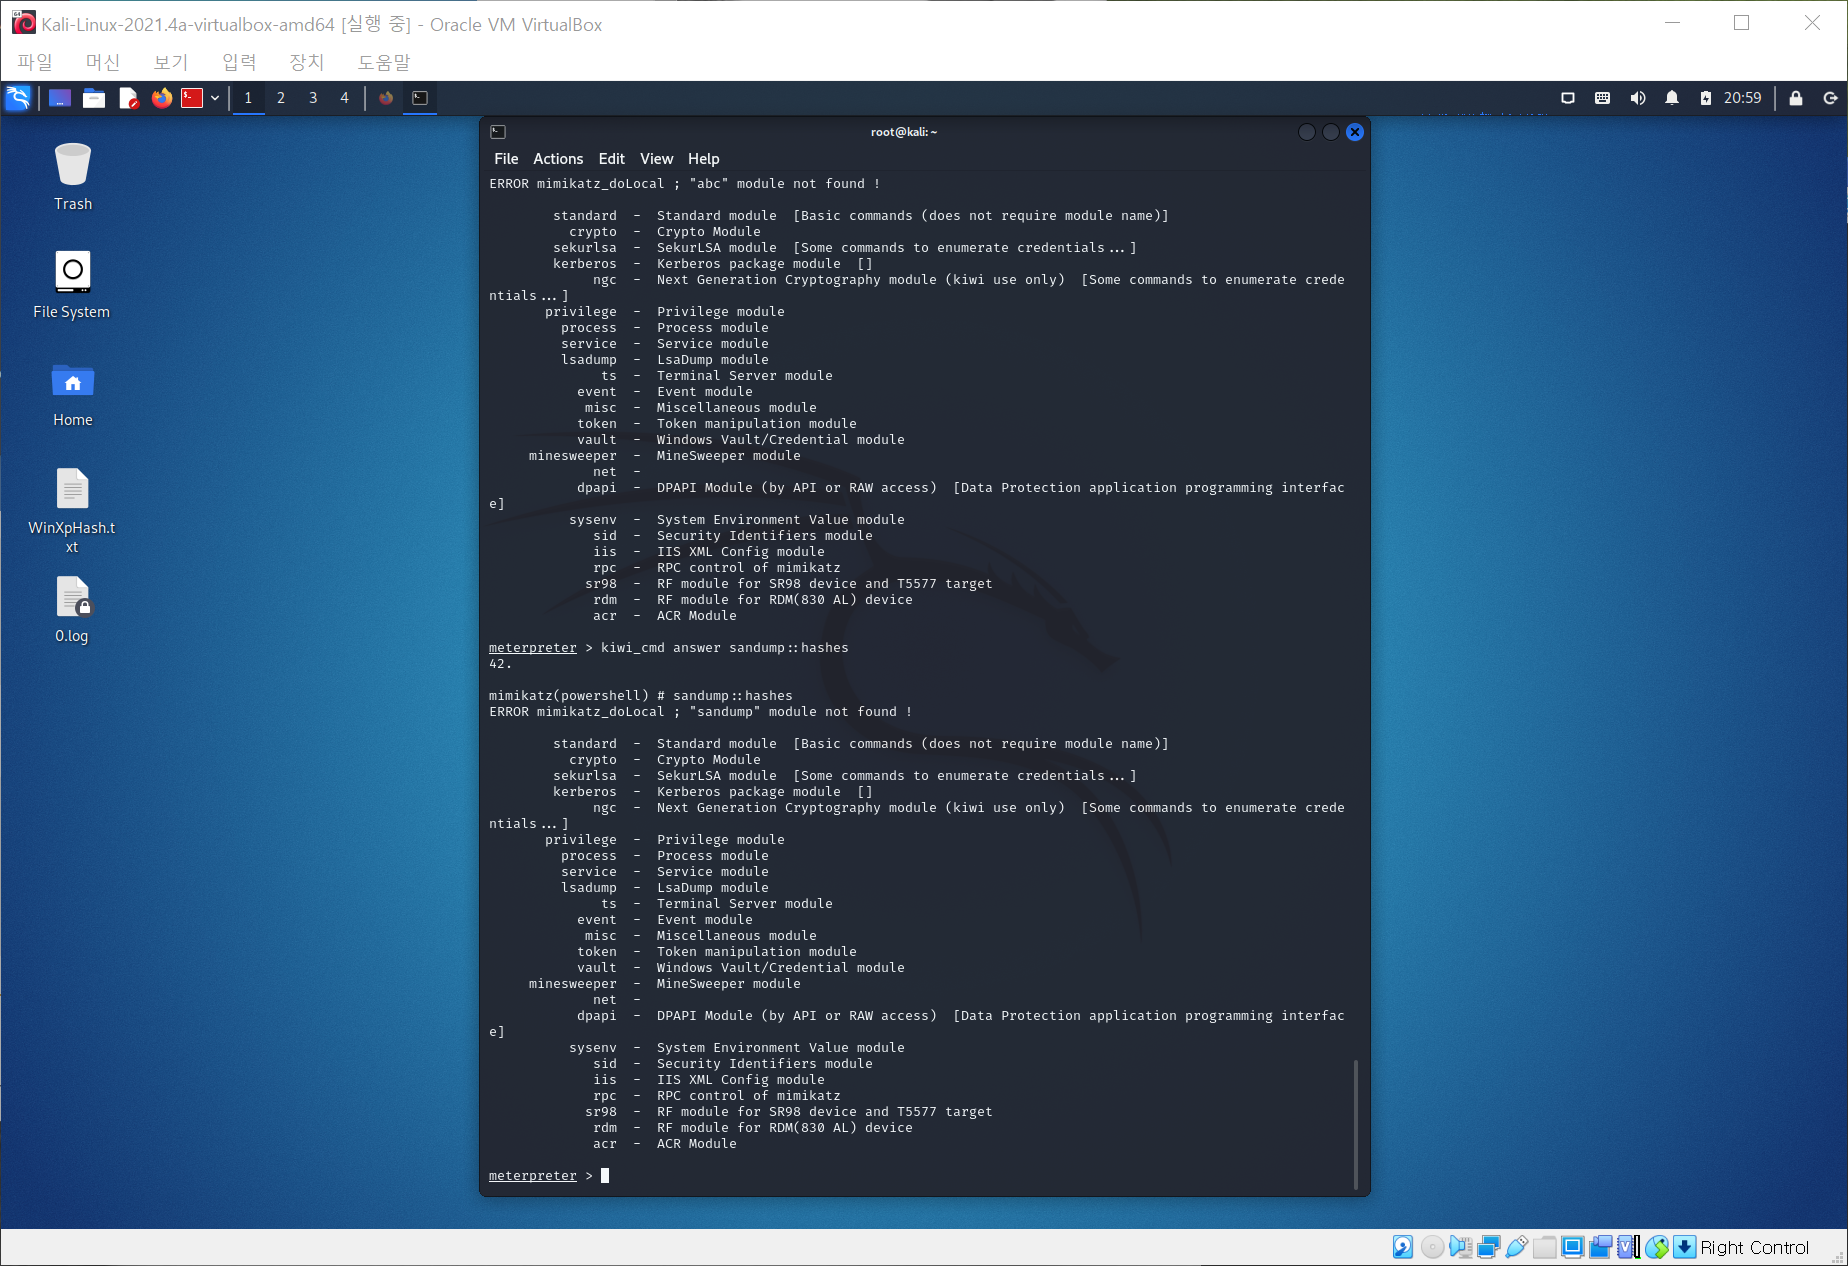 Kali-Linux-2021.4a-virtualbox-amd64 [실행 중] - Oracle VM VirtualBox
파일 머신 보기 입력 장치 도움말
1 2 3 4 20:59
Trash
File System
Home
WinXpHash.t
xt
0.log
root@kali: ~
File Actions Edit View Help
ERROR mimikatz_doLocal ; "abc" module not found !
standard - Standard module [Basic commands (does not require module name)]
crypto - Crypto Module
sekurlsa - SekurLSA module [Some commands to enumerate credentials...]
kerberos - Kerberos package module []
ngc - Next Generation Cryptography module (kiwi use only) [Some commands to enumerate crede
ntials...]
privilege - Privilege module
process - Process module
service - Service module
lsadump - LsaDump module
ts - Terminal Server module
event - Event module
misc - Miscellaneous module
token - Token manipulation module
vault - Windows Vault/Credential module
minesweeper - MineSweeper module
net -
dpapi - DPAPI Module (by API or RAW access) [Data Protection application programming interfac
e]
sysenv - System Environment Value module
sid - Security Identifiers module
iis - IIS XML Config module
rpc - RPC control of mimikatz
sr98 - RF module for SR98 device and T5577 target
rdm - RF module for RDM(830 AL) device
acr - ACR Module
meterpreter > kiwi_cmd answer sandump::hashes
42.
mimikatz(powershell) # sandump::hashes
ERROR mimikatz_doLocal ; "sandump" module not found !
standard - Standard module [Basic commands (does not require module name)]
crypto - Crypto Module
sekurlsa - SekurLSA module [Some commands to enumerate credentials...]
kerberos - Kerberos package module []
ngc - Next Generation Cryptography module (kiwi use only) [Some commands to enumerate crede
ntials...]
privilege - Privilege module
process - Process module
service - Service module
lsadump - LsaDump module
ts - Terminal Server module
event - Event module
misc - Miscellaneous module
token - Token manipulation module
vault - Windows Vault/Credential module
minesweeper - MineSweeper module
net -
dpapi - DPAPI Module (by API or RAW access) [Data Protection application programming interfac
e]
sysenv - System Environment Value module
sid - Security Identifiers module
iis - IIS XML Config module
rpc - RPC control of mimikatz
sr98 - RF module for SR98 device and T5577 target
rdm - RF module for RDM(830 AL) device
acr - ACR Module
meterpreter >
Right Control